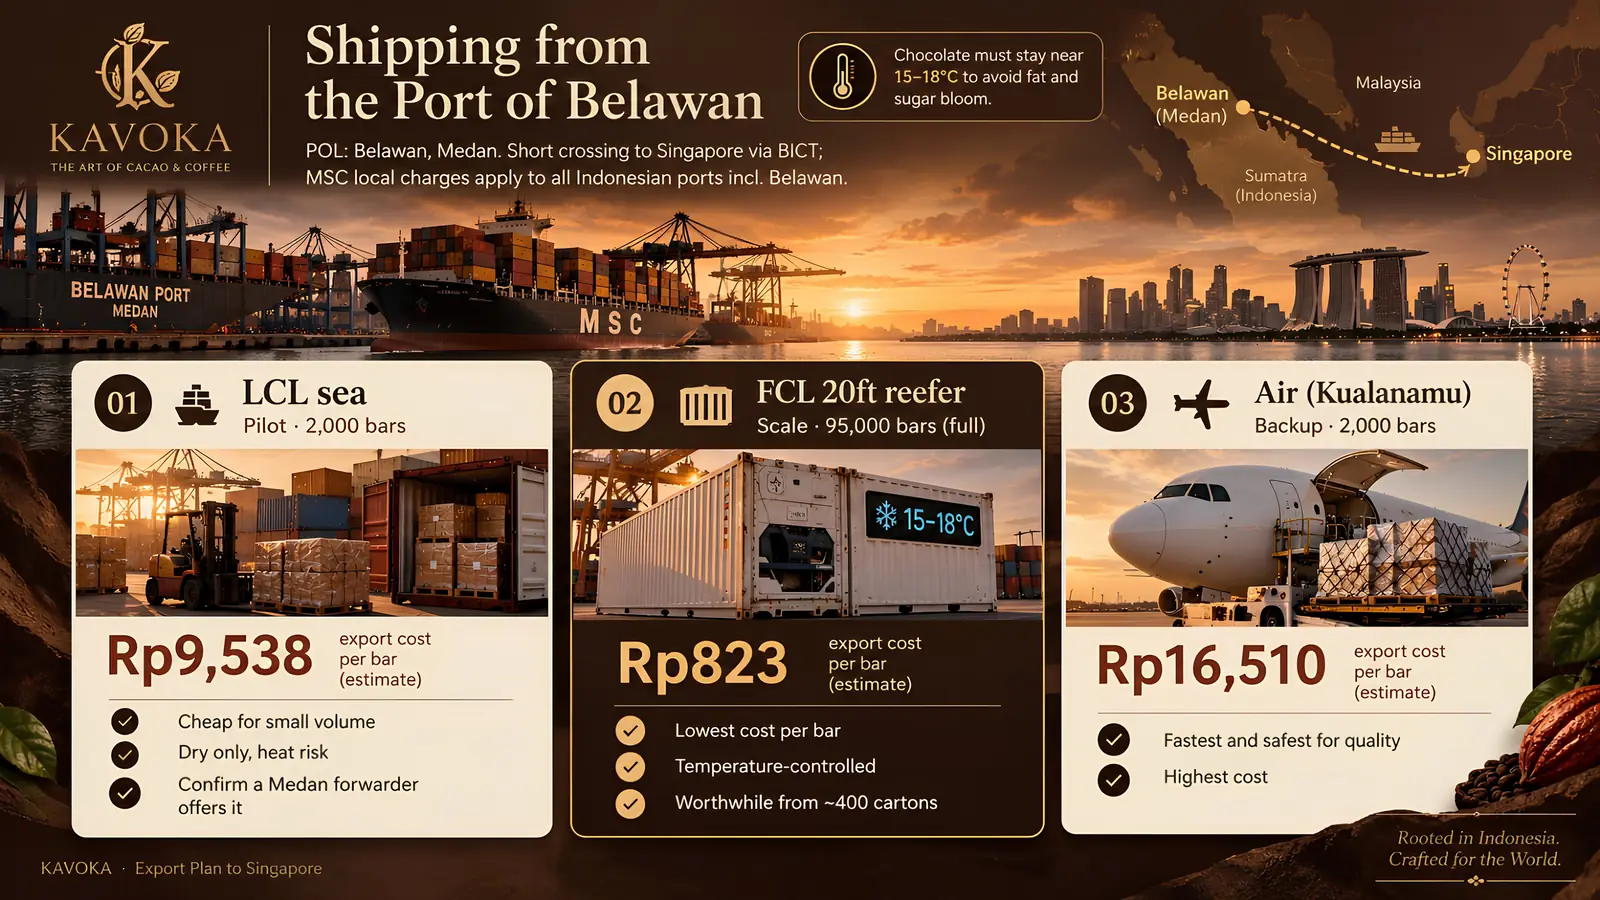 KAVOKA
THE ART OF CACAO & COFFEE
Shipping from
the Port of Belawan
POL: Belawan, Medan. Short crossing to Singapore via BICT;
MSC local charges apply to all Indonesian ports incl. Belawan.
Chocolate must stay near
15–18°C to avoid fat and
sugar bloom.
Belawan
(Medan)
Malaysia
Singapore
Sumatra
(Indonesia)
BELAWAN PORT
MEDAN
MSC
01
LCL sea
Pilot · 2,000 bars
Rp9,538
export cost
per bar
(estimate)
Cheap for small volume
Dry only, heat risk
Confirm a Medan forwarder
offers it
02
FCL 20ft reefer
Scale · 95,000 bars (full)
15–18°C
Rp823
export cost
per bar
(estimate)
Lowest cost per bar
Temperature-controlled
Worthwhile from ~400 cartons
03
Air (Kualanamu)
Backup · 2,000 bars
Rp16,510
export cost
per bar
(estimate)
Fastest and safest for quality
Highest cost
KAVOKA · Export Plan to Singapore
Rooted in Indonesia.
Crafted for the World.